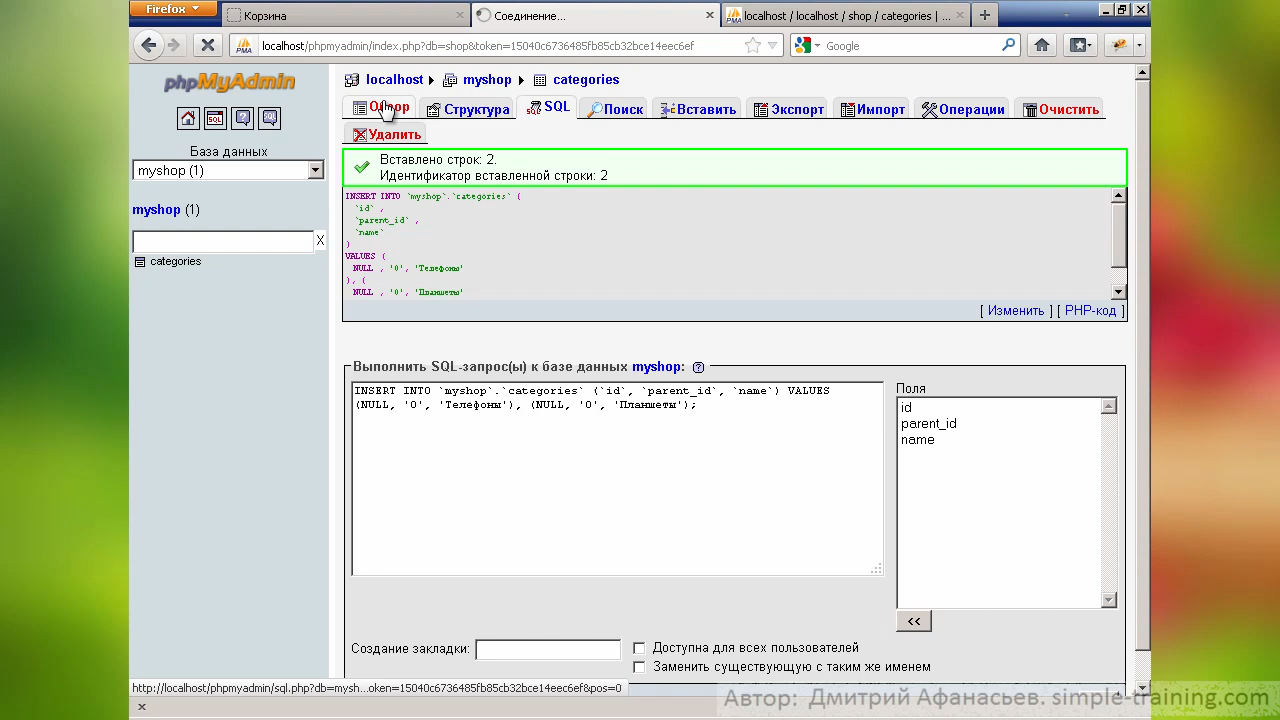 Firefox
Корзина
Соединение...
localhost / localhost / shop / categories | ...
localhost/phpmyadmin/index.php?db=shop&token=15040c6736485fb85cb32bce14eec6ef
Google
phpMyAdmin
База данных
myshop (1)
myshop (1)
X
categories
localhost
myshop
categories
Структура
SQL
Поиск
Вставить
Экспорт
Импорт
Операции
Очистить
Удалить
Вставлено строк: 2.
Идентификатор вставленной строки: 2
INSERT INTO `myshop`.`categories` (
`id` ,
`parent_id` ,
`name`
)
VALUES (
NULL , '0', 'Телефоны'
), (
NULL , '0', 'Планшеты'
[ Изменить ] [ PHP-код ]
Выполнить SQL-запрос(ы) к базе данных myshop:
INSERT INTO `myshop`.`categories` (`id`, `parent_id`, `name`) VALUES
(NULL, '0', 'Телефоны'), (NULL, '0', 'Планшеты');
Поля
id
parent_id
name
<<
Создание закладки:
Доступна для всех пользователей
Заменить существующую с таким же именем
http://localhost/phpmyadmin/sql.php?db=mysh...oken=15040c6736485fb85cb32bce14eec6ef&pos=0
Автор: Дмитрий Афанасьев. simple-training.com